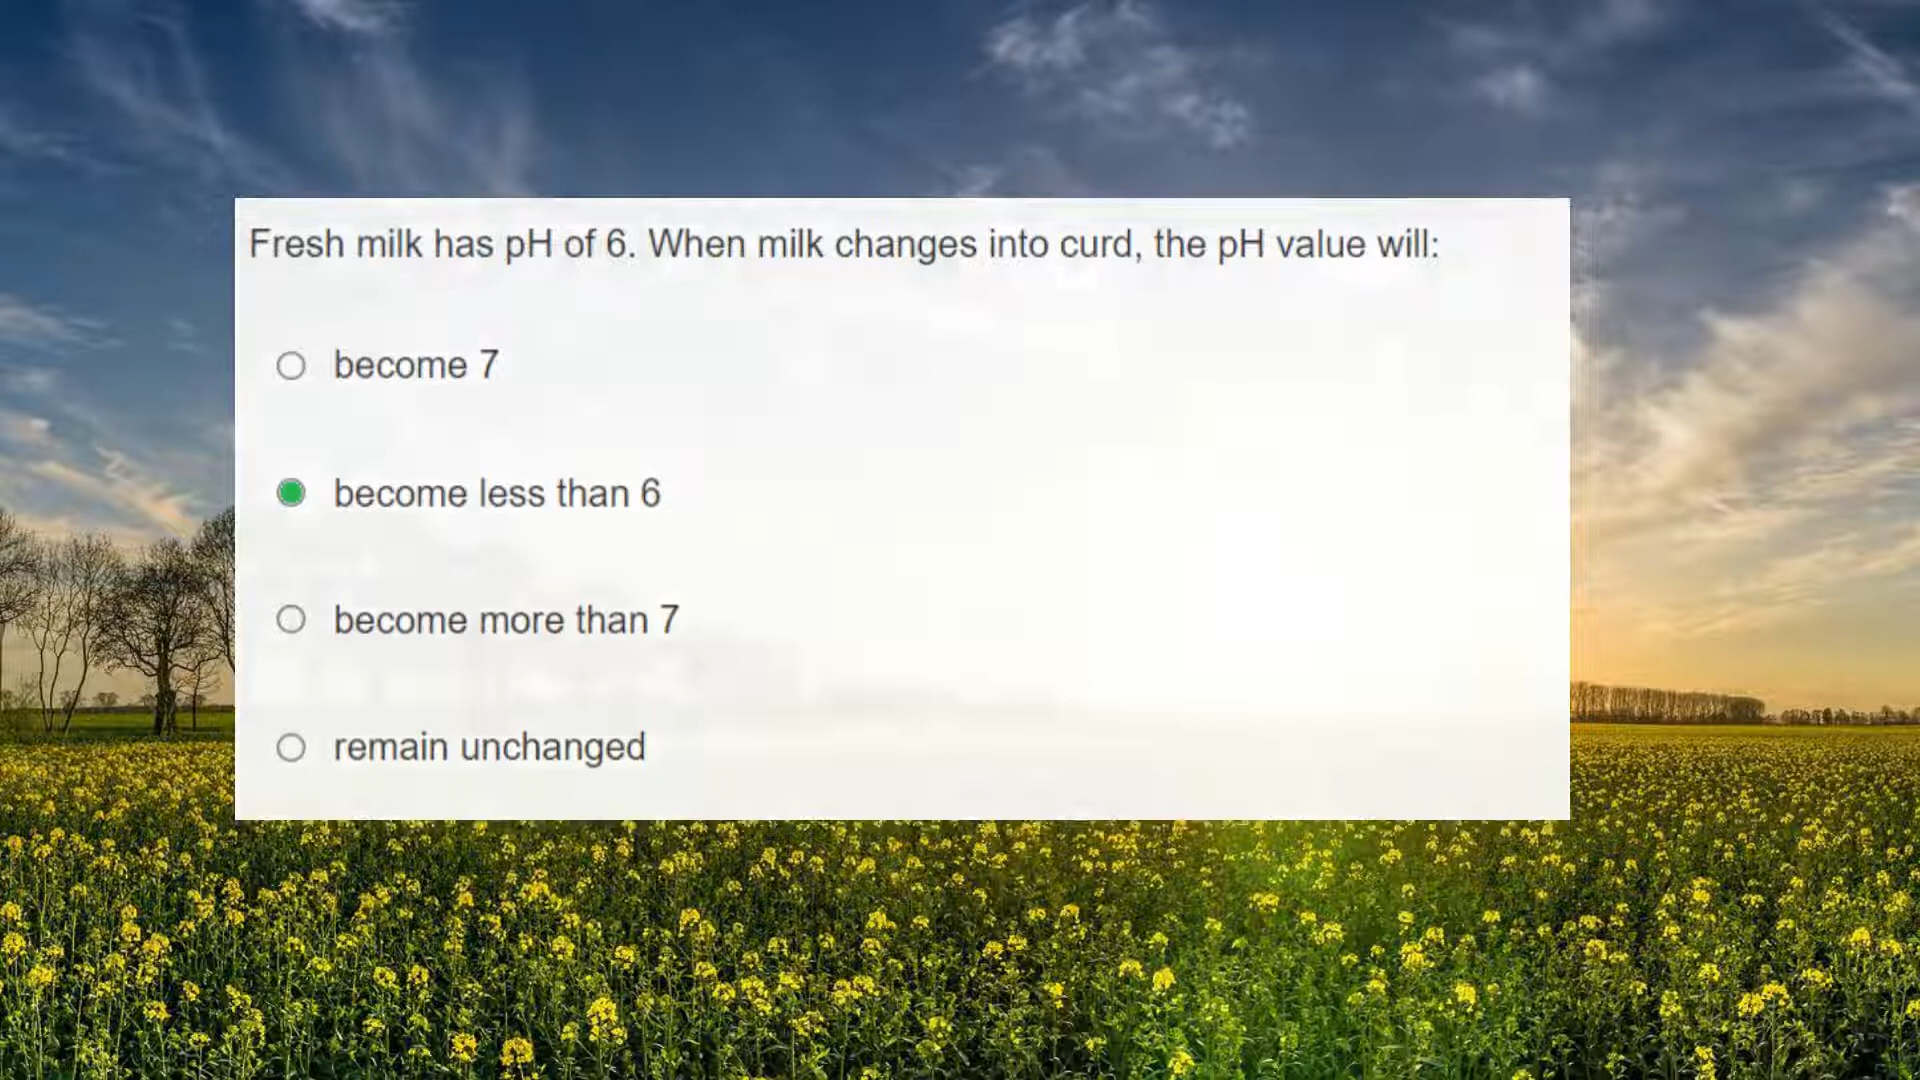 Fresh milk has pH of 6. When milk changes into curd, the pH value will:
become 7
become less than 6
become more than 7
remain unchanged